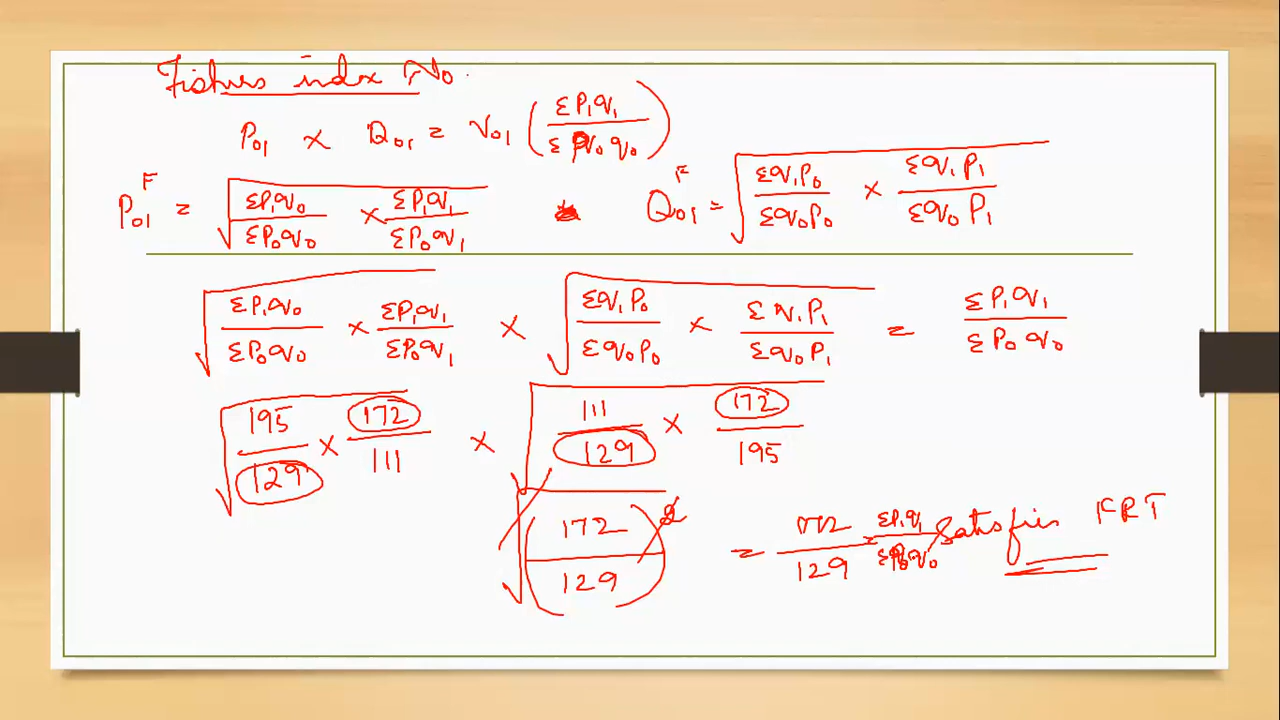 Fishers index No.
P01 × Q01 = V01 (ΣP1q1 / ΣP0q0)
P01^F = √(ΣP1q0 / ΣP0q0 × ΣP1q1 / ΣP0q1) Q01^F = √(Σq1P0 / Σq0P0 × Σq1P1 / Σq0P1)
√(ΣP1q0 / ΣP0q0 × ΣP1q1 / ΣP0q1) × √(Σq1P0 / Σq0P0 × Σq1P1 / Σq0P1) = ΣP1q1 / ΣP0q0
√(195 / 129 × 172 / 111) × √(111 / 129 × 172 / 195)
√(172 / 129)^2 = 172 / 129 = ΣP1q1 / ΣP0q0 Satisfies FRT